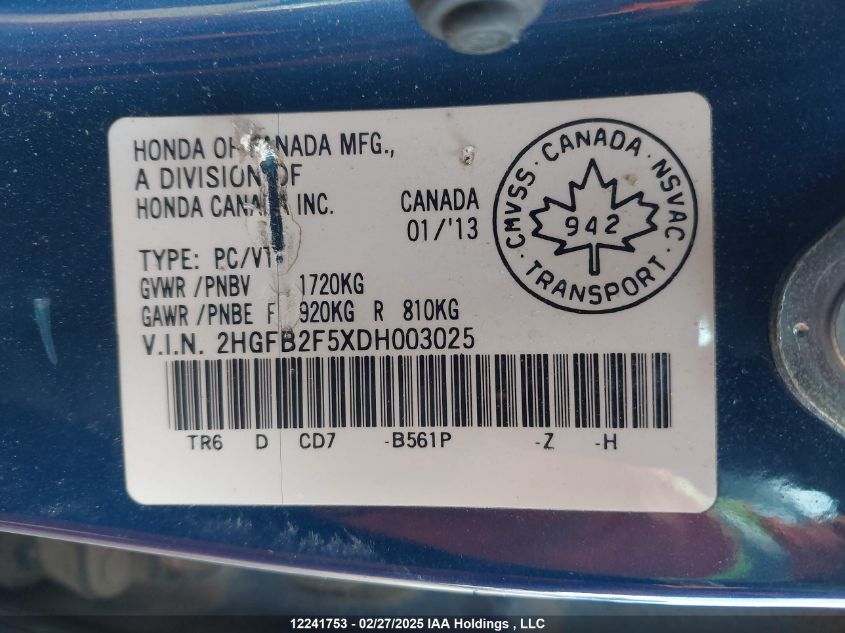 HONDA OF CANADA MFG.,
A DIVISION OF
HONDA CANADA INC.
CANADA
01/'13
TYPE: PC/VT
GVWR /PNBV 1720KG
GAWR /PNBE F 920KG R 810KG
V.I.N. 2HGFB2F5XDH003025
TR6 D CD7 -B561P -Z -H
CMVSS · CANADA · NSVAC
942
· TRANSPORT ·
12241753 - 02/27/2025 IAA Holdings , LLC